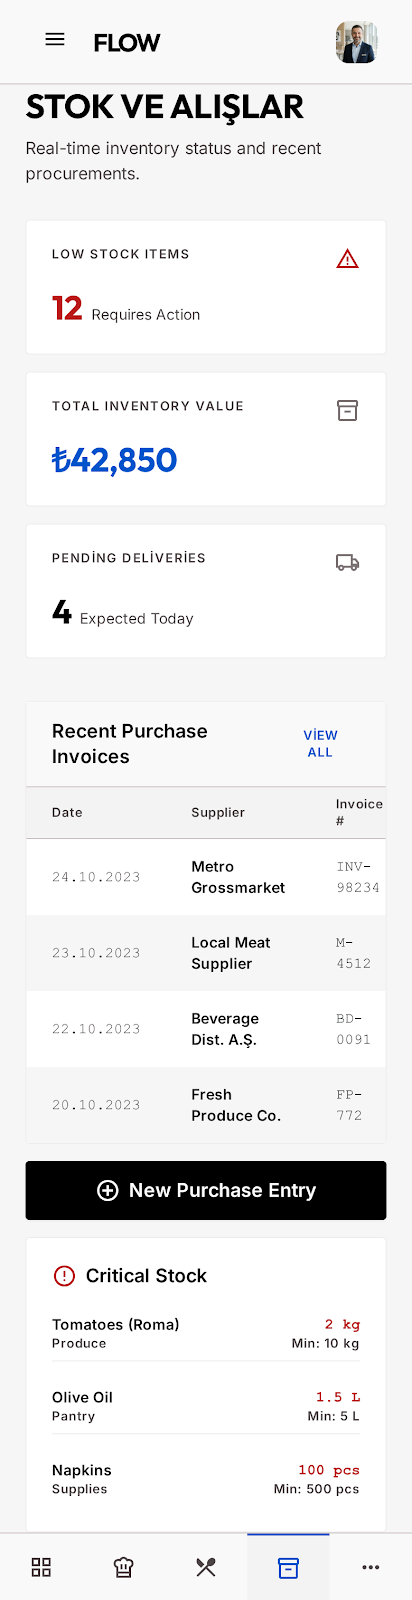 FLOW
STOK VE ALIŞLAR
Real-time inventory status and recent
procurements.
LOW STOCK ITEMS
12 Requires Action
TOTAL INVENTORY VALUE
₺42,850
PENDİNG DELİVERİES
4 Expected Today
Recent Purchase
Invoices
VİEW
ALL
Date Supplier Invoice
#
24.10.2023 Metro
Grossmarket INV-
98234
23.10.2023 Local Meat
Supplier M-
4512
22.10.2023 Beverage
Dist. A.Ş. BD-
0091
20.10.2023 Fresh
Produce Co. FP-
772
New Purchase Entry
Critical Stock
Tomatoes (Roma) 2 kg
Produce Min: 10 kg
Olive Oil 1.5 L
Pantry Min: 5 L
Napkins 100 pcs
Supplies Min: 500 pcs